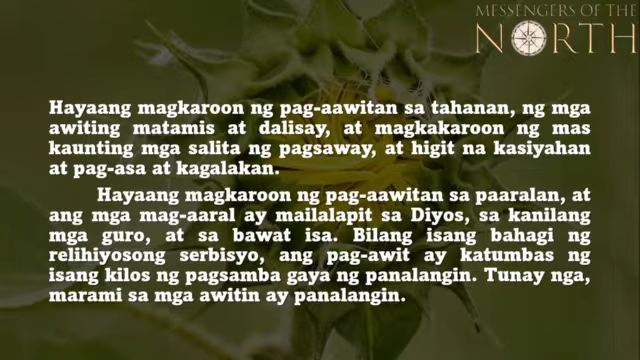 MESSENGERS OF THE
NORTH
Hayaang magkaroon ng pag-aawitan sa tahanan, ng mga
awiting matamis at dalisay, at magkakaroon ng mas
kaunting mga salita ng pagsaway, at higit na kasiyahan
at pag-asa at kagalakan.
Hayaang magkaroon ng pag-aawitan sa paaralan, at
ang mga mag-aaral ay mailalapit sa Diyos, sa kanilang
mga guro, at sa bawat isa. Bilang isang bahagi ng
relihiyosong serbisyo, ang pag-awit ay katumbas ng
isang kilos ng pagsamba gaya ng panalangin. Tunay nga,
marami sa mga awitin ay panalangin.